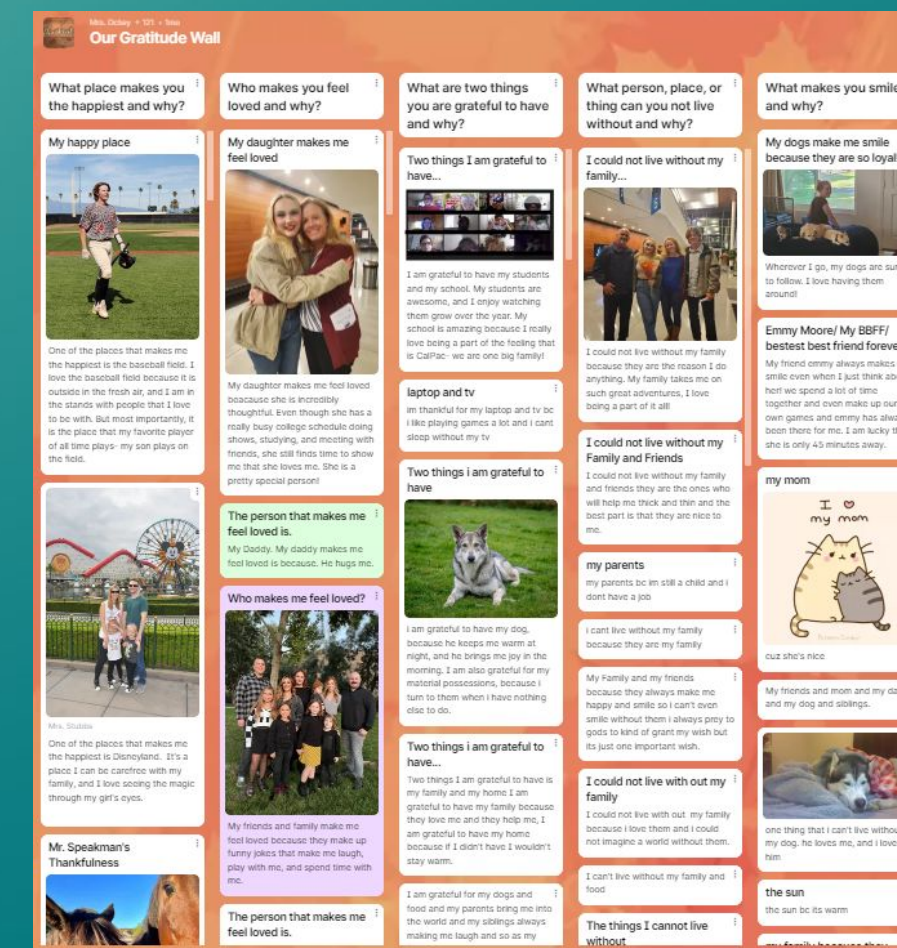 Mrs. Dickey + 121 • 1mo
Our Gratitude Wall
What place makes you
the happiest and why?
My happy place
One of the places that makes me
the happiest is the baseball field. I
love the baseball field because it is
outside in the fresh air, and I am in
the stands with people that I love
to be with. But most importantly, it
is the place that my favorite player
of all time plays- my son plays on
the field.
Mrs. Stubbs
One of the places that makes me
the happiest is Disneyland. It's a
place I can be carefree with my
family, and I love seeing the magic
through my girl's eyes.
Mr. Speakman's
Thankfulness
Who makes you feel
loved and why?
My daughter makes me
feel loved
My daughter makes me feel loved
beacause she is incredibly
thoughtful. Even though she has a
really busy college schedule doing
shows, studying, and meeting with
friends, she still finds time to show
me that she loves me. She is a
pretty special person!
The person that makes me
feel loved is.
My Daddy. My daddy makes me
feel loved is because. He hugs me.
Who makes me feel loved?
My friends and family make me
feel loved because they make up
funny jokes that make me laugh,
play with me, and spend time with
me.
The person that makes me
feel loved is.
What are two things
you are grateful to have
and why?
Two things I am grateful to
have...
I am grateful to have my students
and my school. My students are
awesome, and I enjoy watching
them grow over the year. My
school is amazing because I really
love being a part of the feeling that
is CalPac- we are one big family!
laptop and tv
im thankful for my laptop and tv bc
i like playing games a lot and i cant
sleep without my tv
Two things i am grateful to
have
i am grateful to have my dog,
because he keeps me warm at
night, and he brings me joy in the
morning. I am also grateful for my
material possessions, because i
turn to them when i have nothing
else to do.
Two things i am grateful to
have...
Two things I am grateful to have is
my family and my home I am
grateful to have my family because
they love me and they help me, I
am grateful to have my home
because if I didn't have I wouldn't
stay warm.
I am grateful for my dogs and
food and my parents bring me into
the world and my siblings always
making me laugh and so as my
What person, place, or
thing can you not live
without and why?
I could not live without my
family...
I could not live without my family
because they are the reason I do
anything. My family takes me on
such great adventures, I love
being a part of it all!
I could not live without my
Family and Friends
I could not live without my family
and friends they are the ones who
will help me thick and thin and the
best part is that they are nice to
me.
my parents
my parents bc im still a child and i
dont have a job
i cant live without my family
because they are my family
My Family and my friends
because they always make me
happy and smile so i can't even
smile without them i always prey to
gods to kind of grant my wish but
its just one important wish.
I could not live with out my
family
I could not live with out my family
because i love them and i could
not imagine a world without them.
I can't live without my family and
food
The things I cannot live
without
What makes you smile
and why?
My dogs make me smile
because they are so loyal!
Wherever I go, my dogs are
to follow. I love having them
around!
Emmy Moore/ My BBFF/
bestest best friend
My friend emmy always makes
smile even when I just think
her! we spend a lot of time
together and even make up our
own games and emmy has
been there for me. I am lucky
she is only 45 minutes away.
my mom
I
my mom
cuz she's nice
My friends and mom and my
and my dog and siblings.
one thing that i can't live
my dog. he loves me, and i love
him
the sun
the sun bc its warm
my family because they